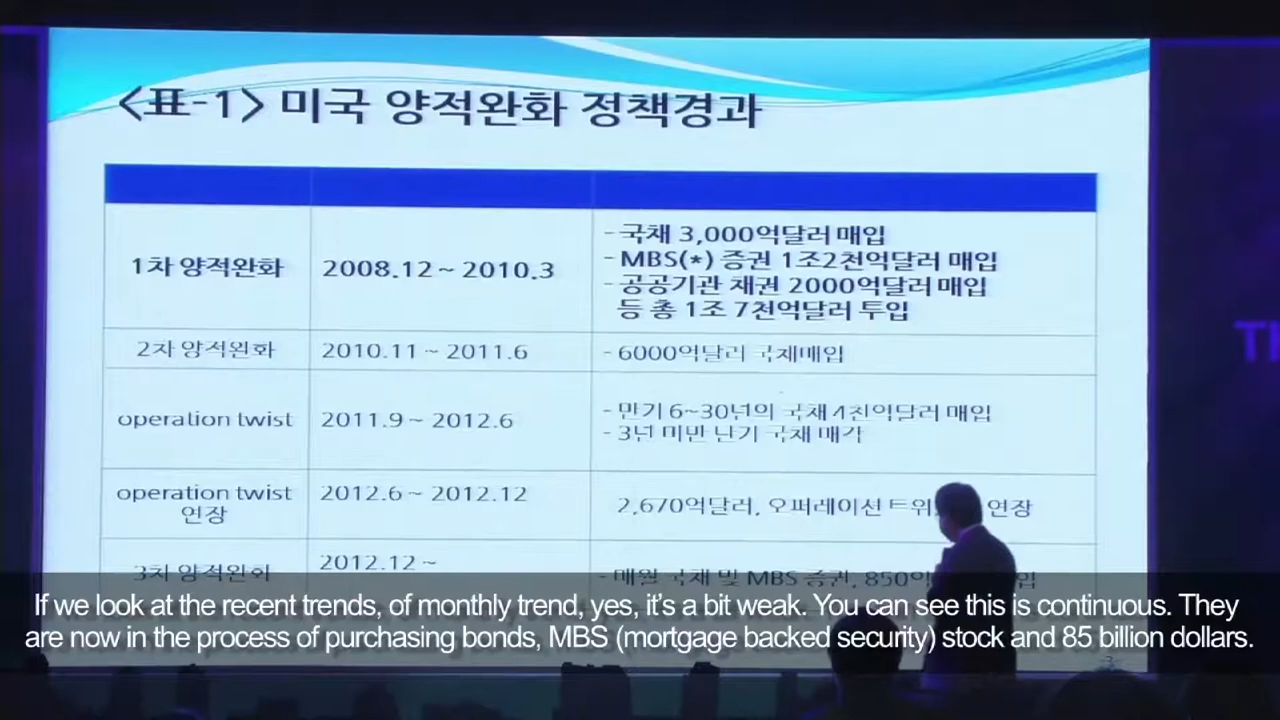 <표-1> 미국 양적완화 정책경과
1차 양적완화
2008.12 ~ 2010.3
- 국채 3,000억달러 매입
- MBS(*) 증권 1조2천억달러 매입
- 공공기관 채권 2000억달러 매입
등 총 1조 7천억달러 투입
2차 양적완화
2010.11 ~ 2011.6
- 6000억달러 국채매입
operation twist
2011.9 ~ 2012.6
- 만기 6~30년의 국채 4천억달러 매입
- 3년 미만 단기 국채 매각
operation twist
연장
2012.6 ~ 2012.12
2,670억달러, 오퍼레이션 트위 연장
3차 양적완화
2012.12 ~
- 매월 국채 및 MBS 증권, 850
If we look at the recent trends, of monthly trend, yes, it's a bit weak. You can see this is continuous. They
are now in the process of purchasing bonds, MBS (mortgage backed security) stock and 85 billion dollars.